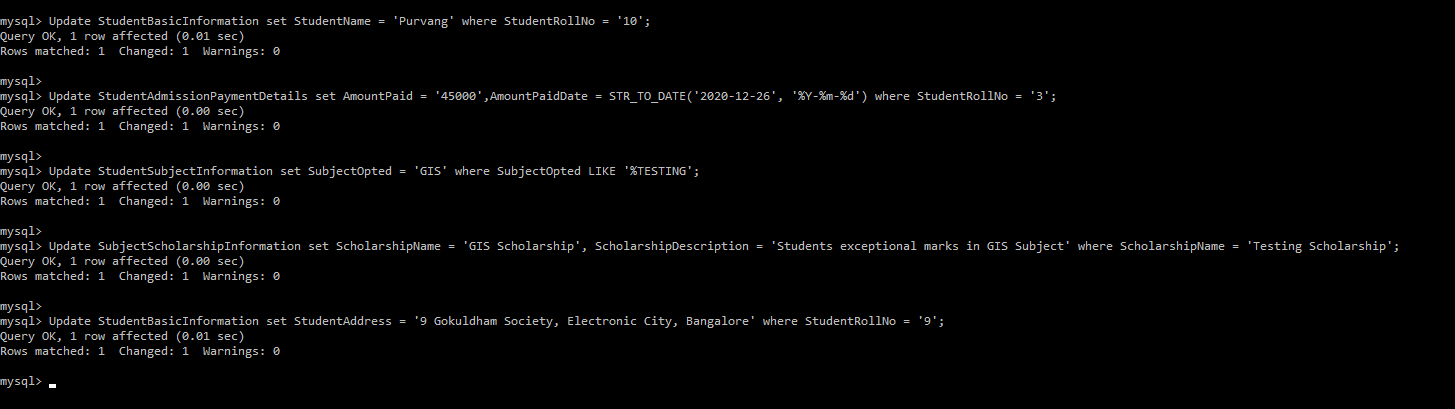 mysql> Update StudentBasicInformation set StudentName = 'Purvang' where StudentRollNo = '10';
Query OK, 1 row affected (0.01 sec)
Rows matched: 1  Changed: 1  Warnings: 0
mysql>
mysql> Update StudentAdmissionPaymentDetails set AmountPaid = '45000',AmountPaidDate = STR_TO_DATE('2020-12-26', '%Y-%m-%d') where StudentRollNo = '3';
Query OK, 1 row affected (0.00 sec)
Rows matched: 1  Changed: 1  Warnings: 0
mysql>
mysql> Update StudentSubjectInformation set SubjectOpted = 'GIS' where SubjectOpted LIKE '%TESTING';
Query OK, 1 row affected (0.00 sec)
Rows matched: 1  Changed: 1  Warnings: 0
mysql>
mysql> Update SubjectScholarshipInformation set ScholarshipName = 'GIS Scholarship', ScholarshipDescription = 'Students exceptional marks in GIS Subject' where ScholarshipName = 'Testing Scholarship';
Query OK, 1 row affected (0.00 sec)
Rows matched: 1  Changed: 1  Warnings: 0
mysql>
mysql> Update StudentBasicInformation set StudentAddress = '9 Gokuldham Society, Electronic City, Bangalore' where StudentRollNo = '9';
Query OK, 1 row affected (0.01 sec)
Rows matched: 1  Changed: 1  Warnings: 0
mysql>